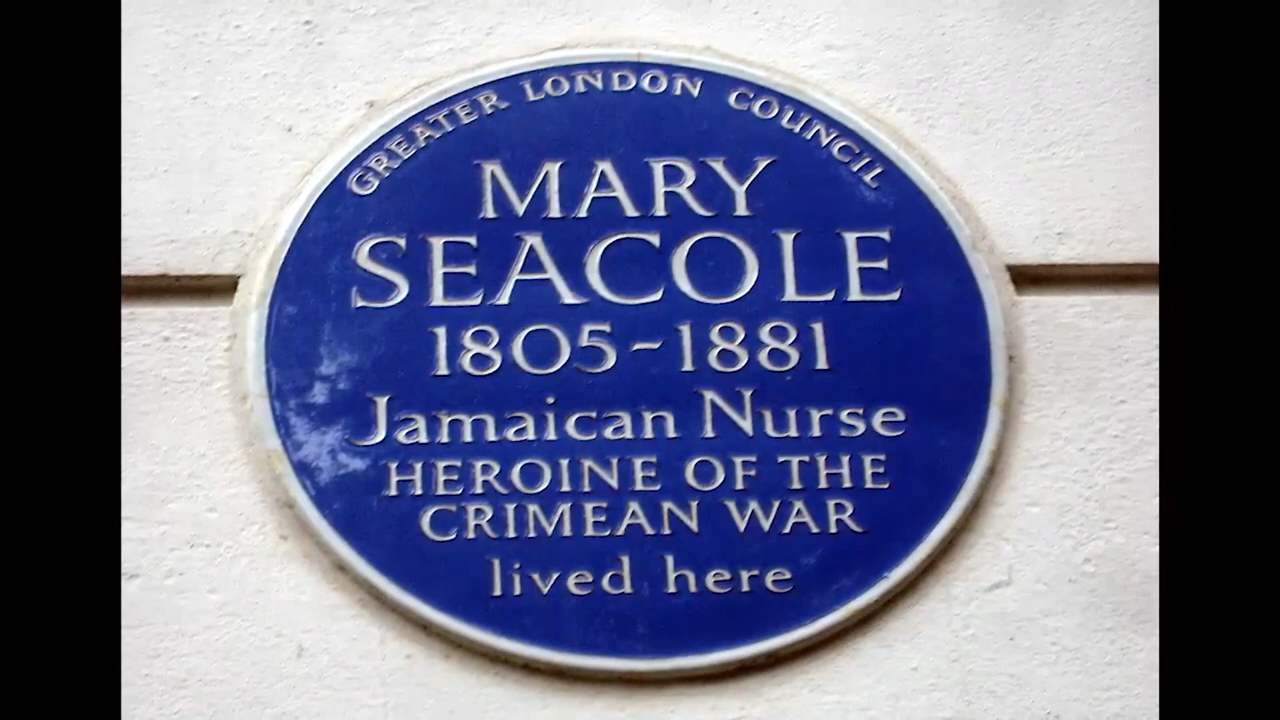 GREATER LONDON COUNCIL
MARY
SEACOLE
1805-1881
Jamaican Nurse
HEROINE OF THE
CRIMEAN WAR
lived here